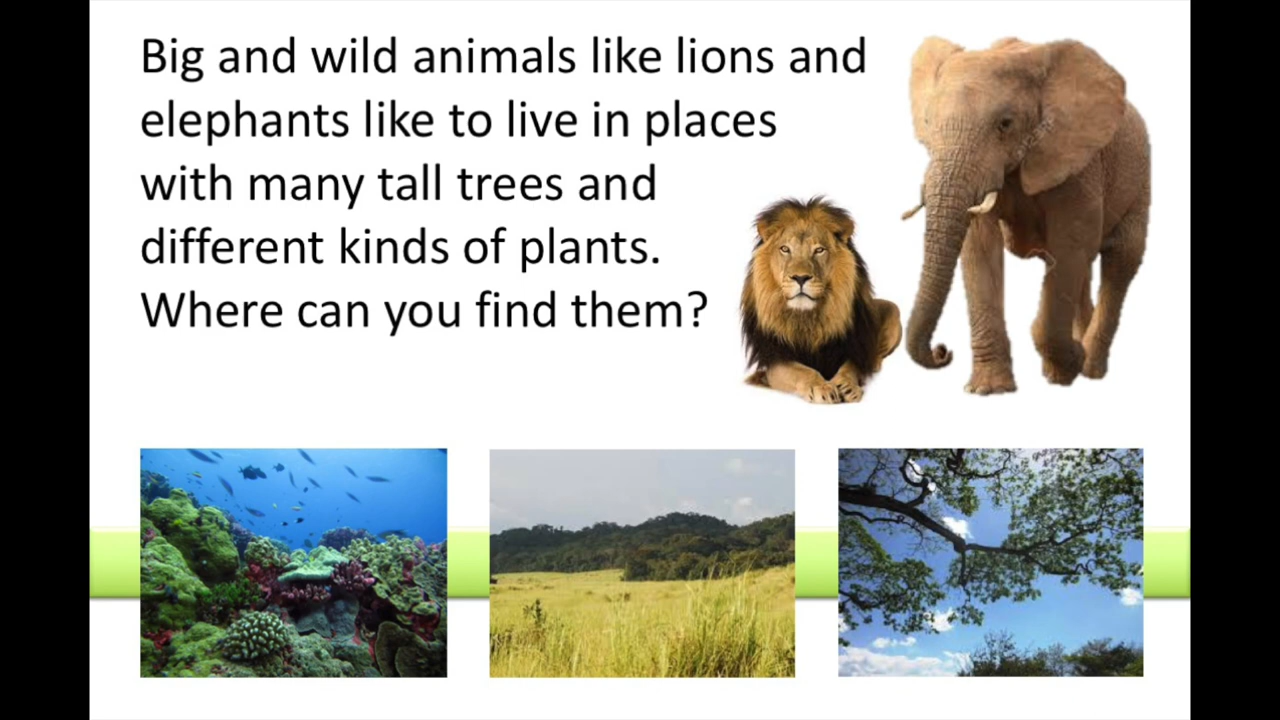 Big and wild animals like lions and
elephants like to live in places
with many tall trees and
different kinds of plants.
Where can you find them?